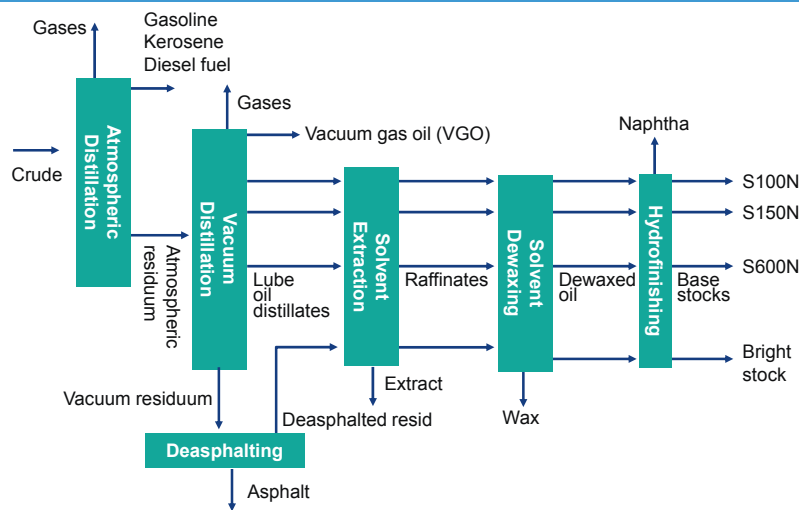 Gases
Gasoline
Kerosene
Diesel fuel
Gases
Vacuum gas oil (VGO)
Naphtha
Crude
Atmospheric
Distillation
Vacuum
Distillation
Solvent
Extraction
Solvent
Dewaxing
Hydrofinishing
S100N
S150N
S600N
Atmospheric
residuum
Lube
oil
distillates
Raffinates
Dewaxed
oil
Base
stocks
Bright
stock
Vacuum residuum
Extract
Deasphalted resid
Wax
Deasphalting
Asphalt